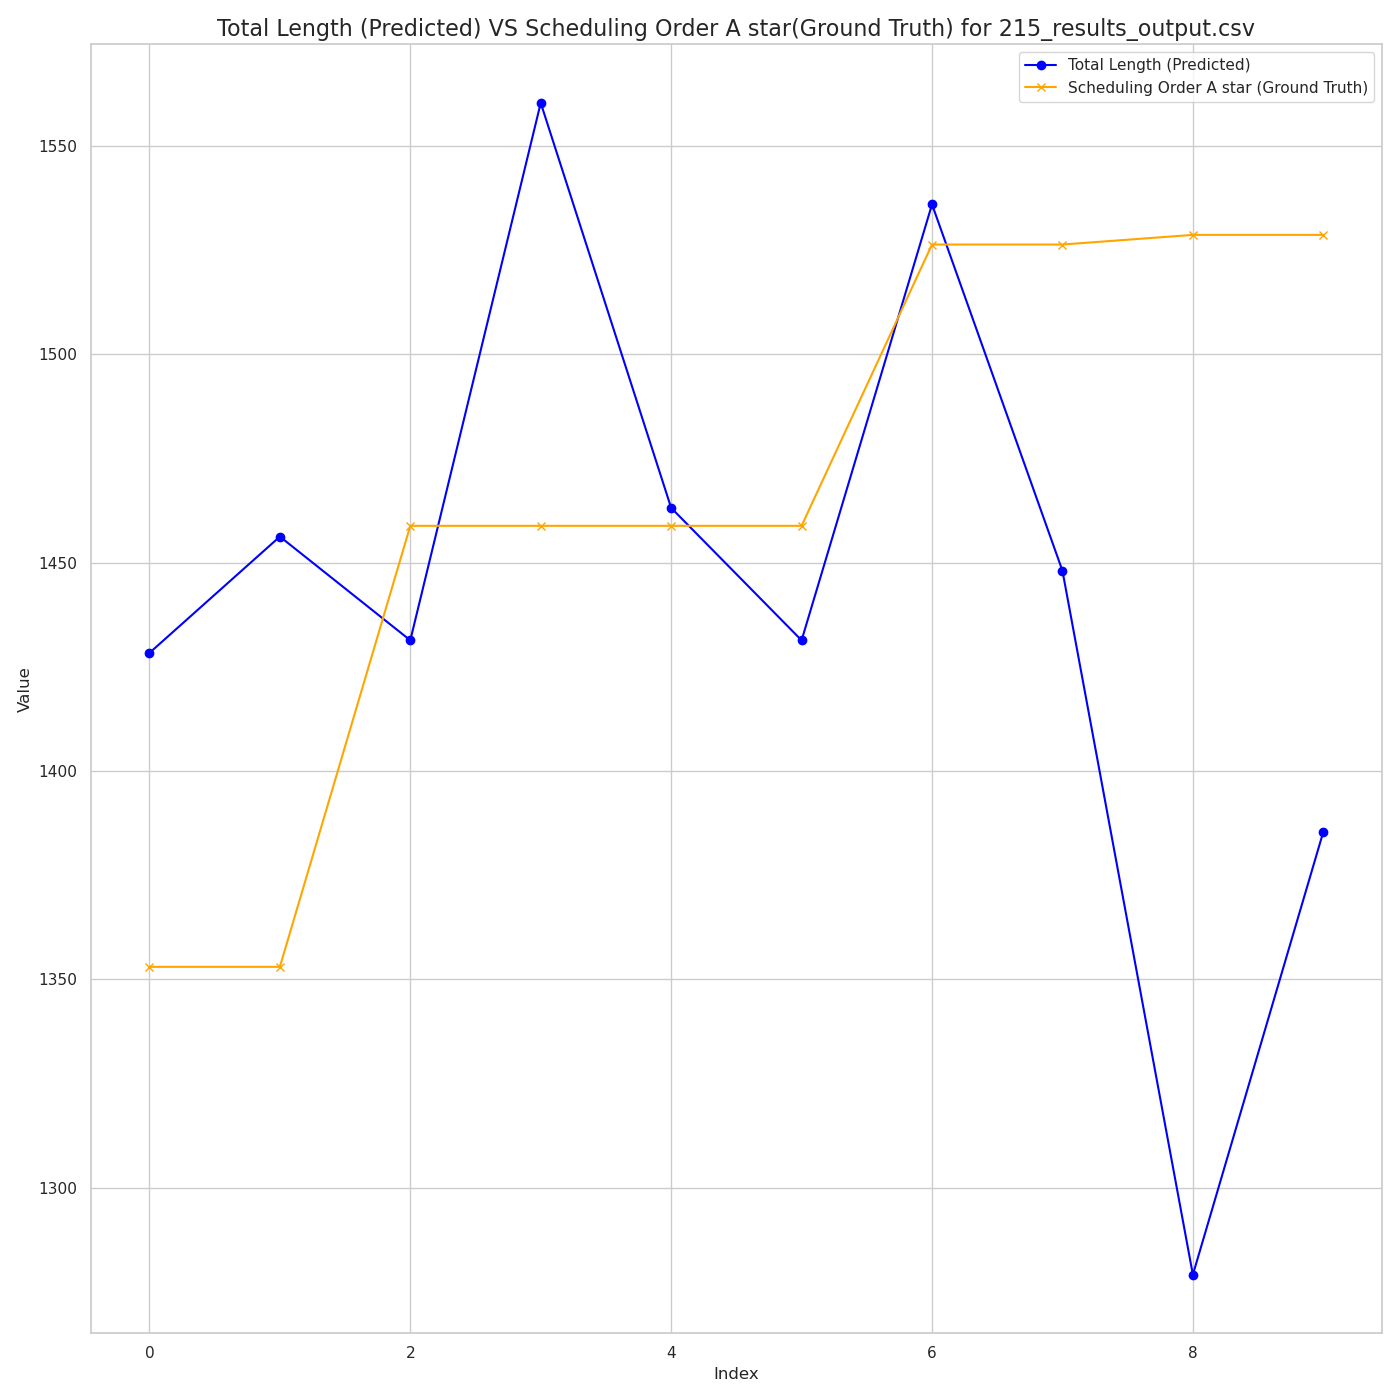 Total Length (Predicted) VS Scheduling Order A star(Ground Truth) for 215_results_output.csv
Total Length (Predicted)
Scheduling Order A star (Ground Truth)
1550
1500
1450
1400
1350
1300
Value
0
2
4
6
8
Index